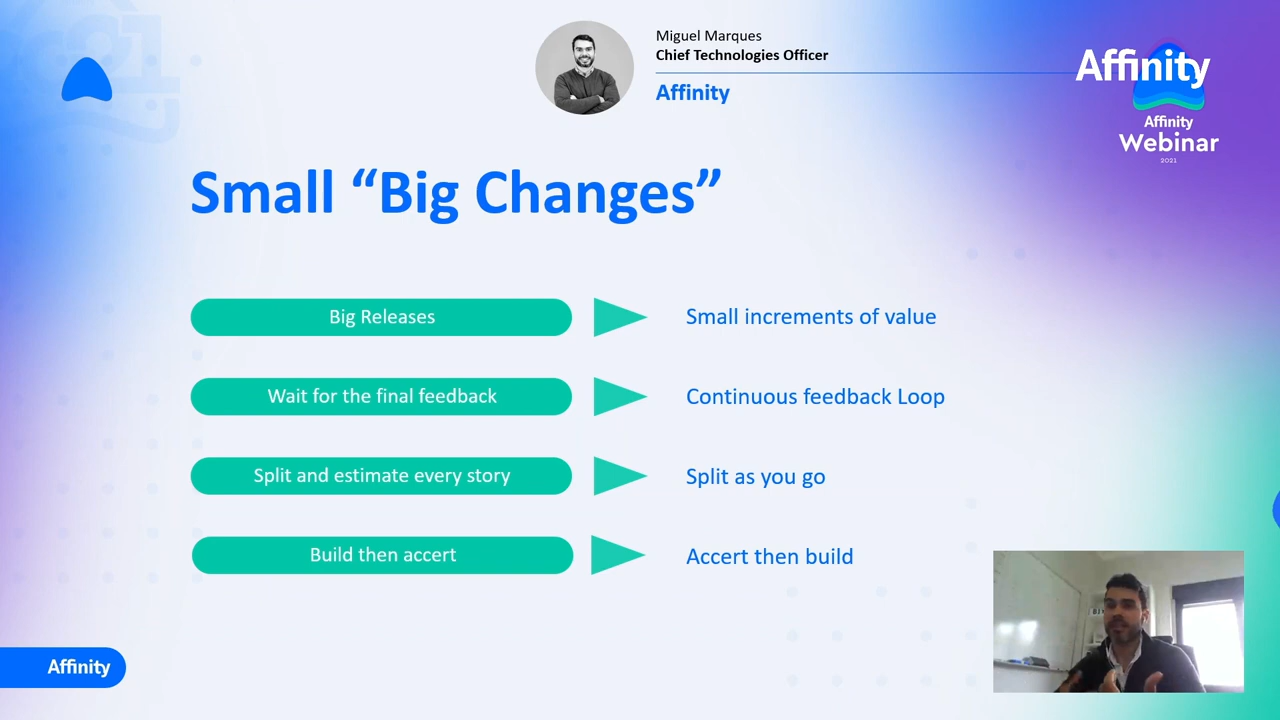 Miguel Marques
Chief Technologies Officer
Affinity
Affinity
Affinity
Webinar
2021
Small “Big Changes”
Big Releases
Small increments of value
Wait for the final feedback
Continuous feedback Loop
Split and estimate every story
Split as you go
Build then accert
Accert then build
Affinity